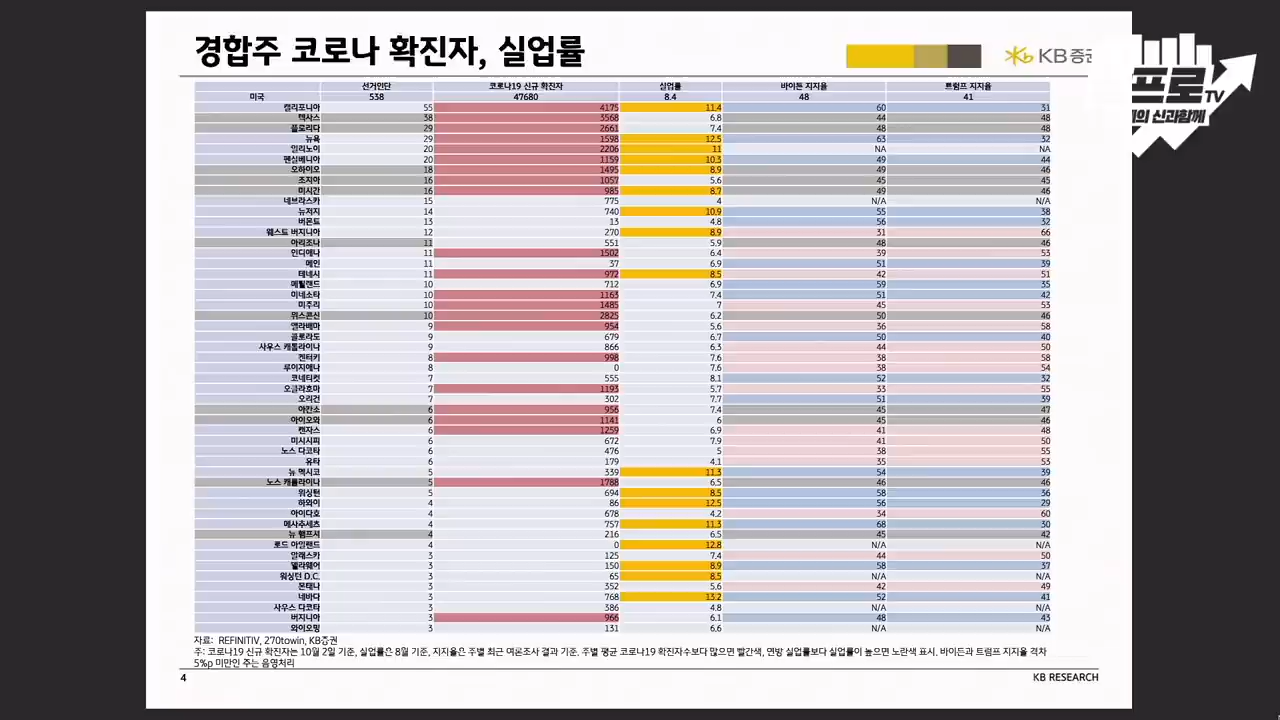 경합주 코로나 확진자, 실업률
KB증권
프로TV
의 신과함께
선거인단 코로나19 신규 확진자 실업률 바이든 지지율 트럼프 지지율
미국 538 47680 8.4 48 41
캘리포니아 55 4175 11.4 60 31
텍사스 38 3568 6.8 44 48
플로리다 29 2661 7.4 48 48
뉴욕 29 1598 12.5 63 32
일리노이 20 2206 11 NA NA
펜실베니아 20 1159 10.3 49 44
오하이오 18 1495 8.9 49 46
조지아 16 1057 5.6 45 45
미시간 16 985 8.7 49 46
네브라스카 15 775 4 N/A N/A
뉴저지 14 740 10.9 55 38
버몬트 13 13 4.8 56 32
웨스트 버지니아 12 270 8.9 31 66
아리조나 11 551 5.9 48 46
인디애나 11 1502 6.4 39 53
메인 11 37 6.9 51 39
테네시 11 972 8.5 42 51
메릴랜드 10 712 6.9 59 35
미네소타 10 1163 7.4 51 42
미주리 10 1485 7 45 53
위스콘신 10 2825 6.2 50 46
앨라배마 9 954 5.6 36 58
콜로라도 9 679 6.7 50 40
사우스 캐롤라이나 9 866 6.3 44 50
켄터키 8 998 7.6 38 58
루이지애나 8 0 7.6 38 54
코네티컷 7 555 8.1 52 32
오클라호마 7 1193 5.7 33 55
오리건 7 302 7.7 51 39
아칸소 6 956 7.4 45 47
아이오와 6 1141 6 45 46
캔자스 6 1259 6.9 41 48
미시시피 6 672 7.9 41 50
노스 다코타 6 476 5 38 55
유타 6 179 4.1 35 53
뉴 멕시코 5 339 11.3 54 39
노스 캐롤라이나 5 1788 6.5 46 46
워싱턴 5 694 8.5 58 36
하와이 4 86 12.5 56 29
아이다호 4 678 4.2 34 60
메사추세츠 4 757 11.3 68 30
뉴 햄프셔 4 216 6.5 45 42
로드 아일랜드 4 0 12.8 N/A N/A
알래스카 3 125 7.4 44 50
델라웨어 3 150 8.9 58 37
워싱턴 D.C. 3 65 8.5 N/A N/A
몬태나 3 352 5.6 42 49
네바다 3 768 13.2 52 41
사우스 다코타 3 386 4.8 N/A N/A
버지니아 3 966 6.1 48 43
와이오밍 3 131 6.6 N/A N/A
자료: REFINITIV, 270towin, KB증권
주: 코로나19 신규 확진자는 10월 2일 기준, 실업률은 8월 기준, 지지율은 주별 최근 여론조사 결과 기준. 주별 평균 코로나19 확진자수보다 많으면 빨간색, 연방 실업률보다 실업률이 높으면 노란색 표시. 바이든과 트럼프 지지율 격차
5%p 미만인 주는 음영처리
4 KB RESEARCH